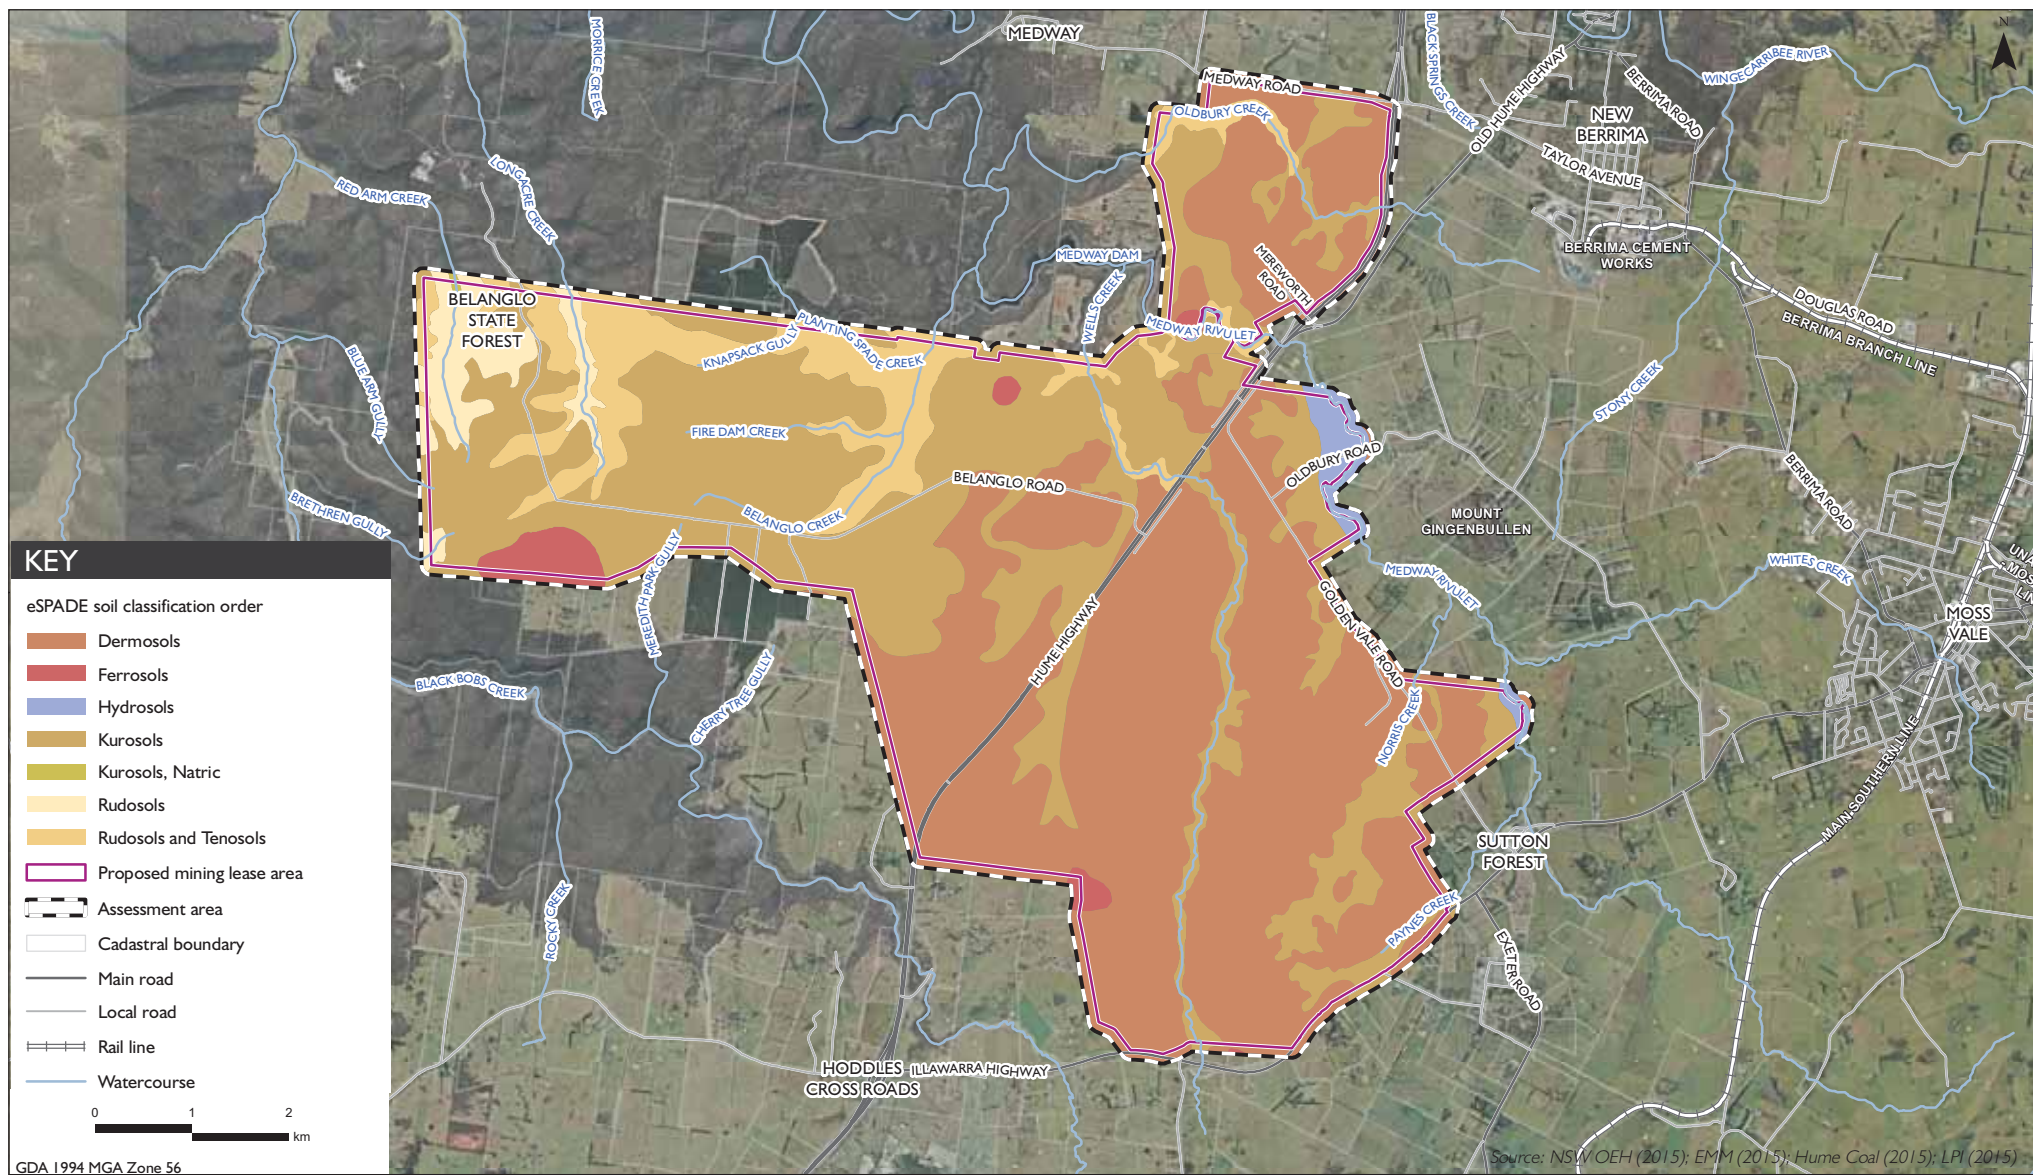 N
MEDWAY
MORRICE CREEK
BLACK SPRINGS CREEK
OLD HUME HIGHWAY
BERRIMA ROAD
WINGECARRIBEE RIVER
MEDWAY ROAD
OLDBURY CREEK
NEW
BERRIMA
TAYLOR AVENUE
LONGACRE CREEK
RED ARM CREEK
BERRIMA CEMENT
WORKS
MEDWAY DAM
MEREWORTH
ROAD
WELLS CREEK
BELANGLO
STATE
FOREST
DOUGLAS ROAD
BERRIMA BRANCH LINE
PLANTING SPADE CREEK
KNAPSACK GULLY
MEDWAY RIVULET
BLUE ARM GULLY
STONY CREEK
FIRE DAM CREEK
OLDBURY ROAD
BELANGLO ROAD
BERRIMA ROAD
BRETHREN GULLY
BELANGLO CREEK
MOUNT
GINGENBULLEN
MEREDITH PARK GULLY
MEDWAY RIVULET
WHITES CREEK
GOLDEN VALE ROAD
HUME HIGHWAY
MOSS
VALE
BLACK BOBS CREEK
CHERRY TREE GULLY
NORRIS CREEK
MAIN SOUTHERN LINE
SUTTON
FOREST
ROCKY CREEK
PAYNES CREEK
EXETER ROAD
HODDLES
CROSS ROADS
ILLAWARRA HIGHWAY
KEY
eSPADE soil classification order
Dermosols
Ferrosols
Hydrosols
Kurosols
Kurosols, Natric
Rudosols
Rudosols and Tenosols
Proposed mining lease area
Assessment area
Cadastral boundary
Main road
Local road
Rail line
Watercourse
0 1 2
km
GDA 1994 MGA Zone 56
Source: NSW OEH (2015); EMM (2015); Hume Coal (2015); LPI (2015)